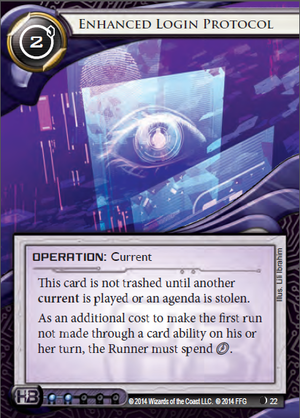 ENHANCED LOGIN PROTOCOL
2
OPERATION: Current
This card is not trashed until another
current is played or an agenda is stolen.
As an additional cost to make the first run
not made through a card ability on his or
her turn, the Runner must spend
Illus. Lili Ibrahim
HB
© 2014 Wizards of the Coast LLC. © 2014 FFG
22